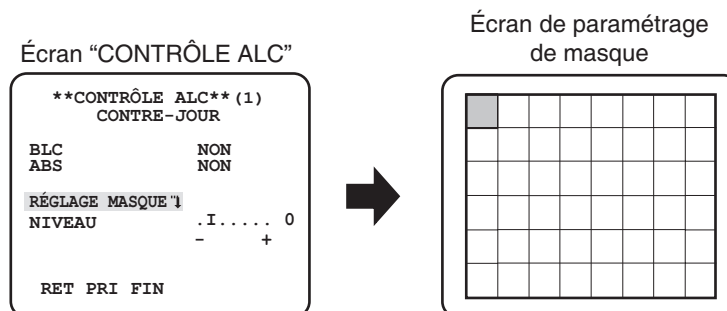 Écran “CONTRÔLE ALC”
**CONTRÔLE ALC**(1)
CONTRE-JOUR
BLC NON
ABS NON
RÉGLAGE MASQUE
NIVEAU .I..... 0
- +
RET PRI FIN
Écran de paramétrage
de masque